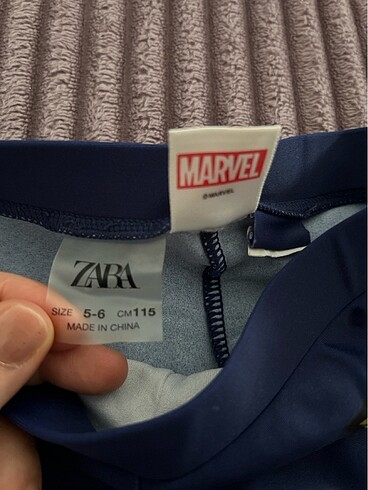 MARVEL
© MARVEL
ZARA
SIZE 5-6 CM 115
MADE IN CHINA